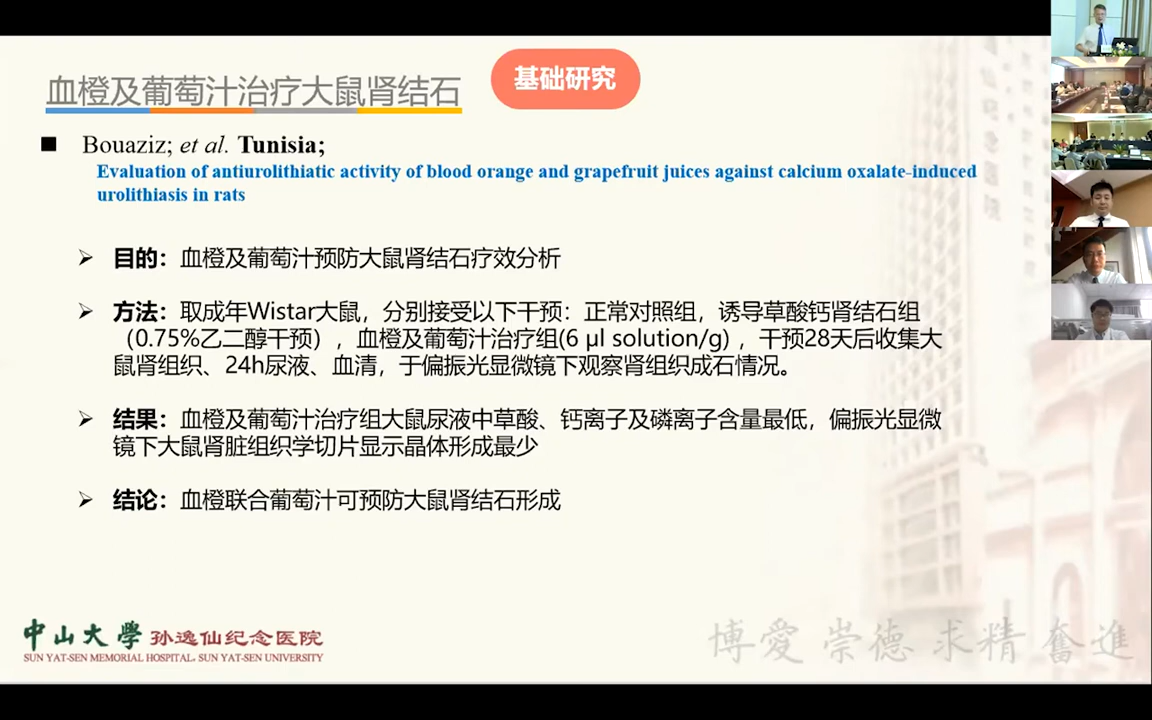 血橙及葡萄汁治疗大鼠肾结石
基础研究
■ Bouaziz; et al. Tunisia;
Evaluation of antiurolithiatic activity of blood orange and grapefruit juices against calcium oxalate-induced
urolithiasis in rats
➢ 目的：血橙及葡萄汁预防大鼠肾结石疗效分析
➢ 方法：取成年Wistar大鼠，分别接受以下干预：正常对照组，诱导草酸钙肾结石组
（0.75%乙二醇干预），血橙及葡萄汁治疗组(6 µl solution/g) ，干预28天后收集大
鼠肾组织、24h尿液、血清，于偏振光显微镜下观察肾组织成石情况。
➢ 结果：血橙及葡萄汁治疗组大鼠尿液中草酸、钙离子及磷离子含量最低，偏振光显微
镜下大鼠肾脏组织学切片显示晶体形成最少
➢ 结论：血橙联合葡萄汁可预防大鼠肾结石形成
中山大學 孙逸仙纪念医院
SUN YAT-SEN MEMORIAL HOSPITAL, SUN YAT-SEN UNIVERSITY
博愛 崇德 求精 奮進